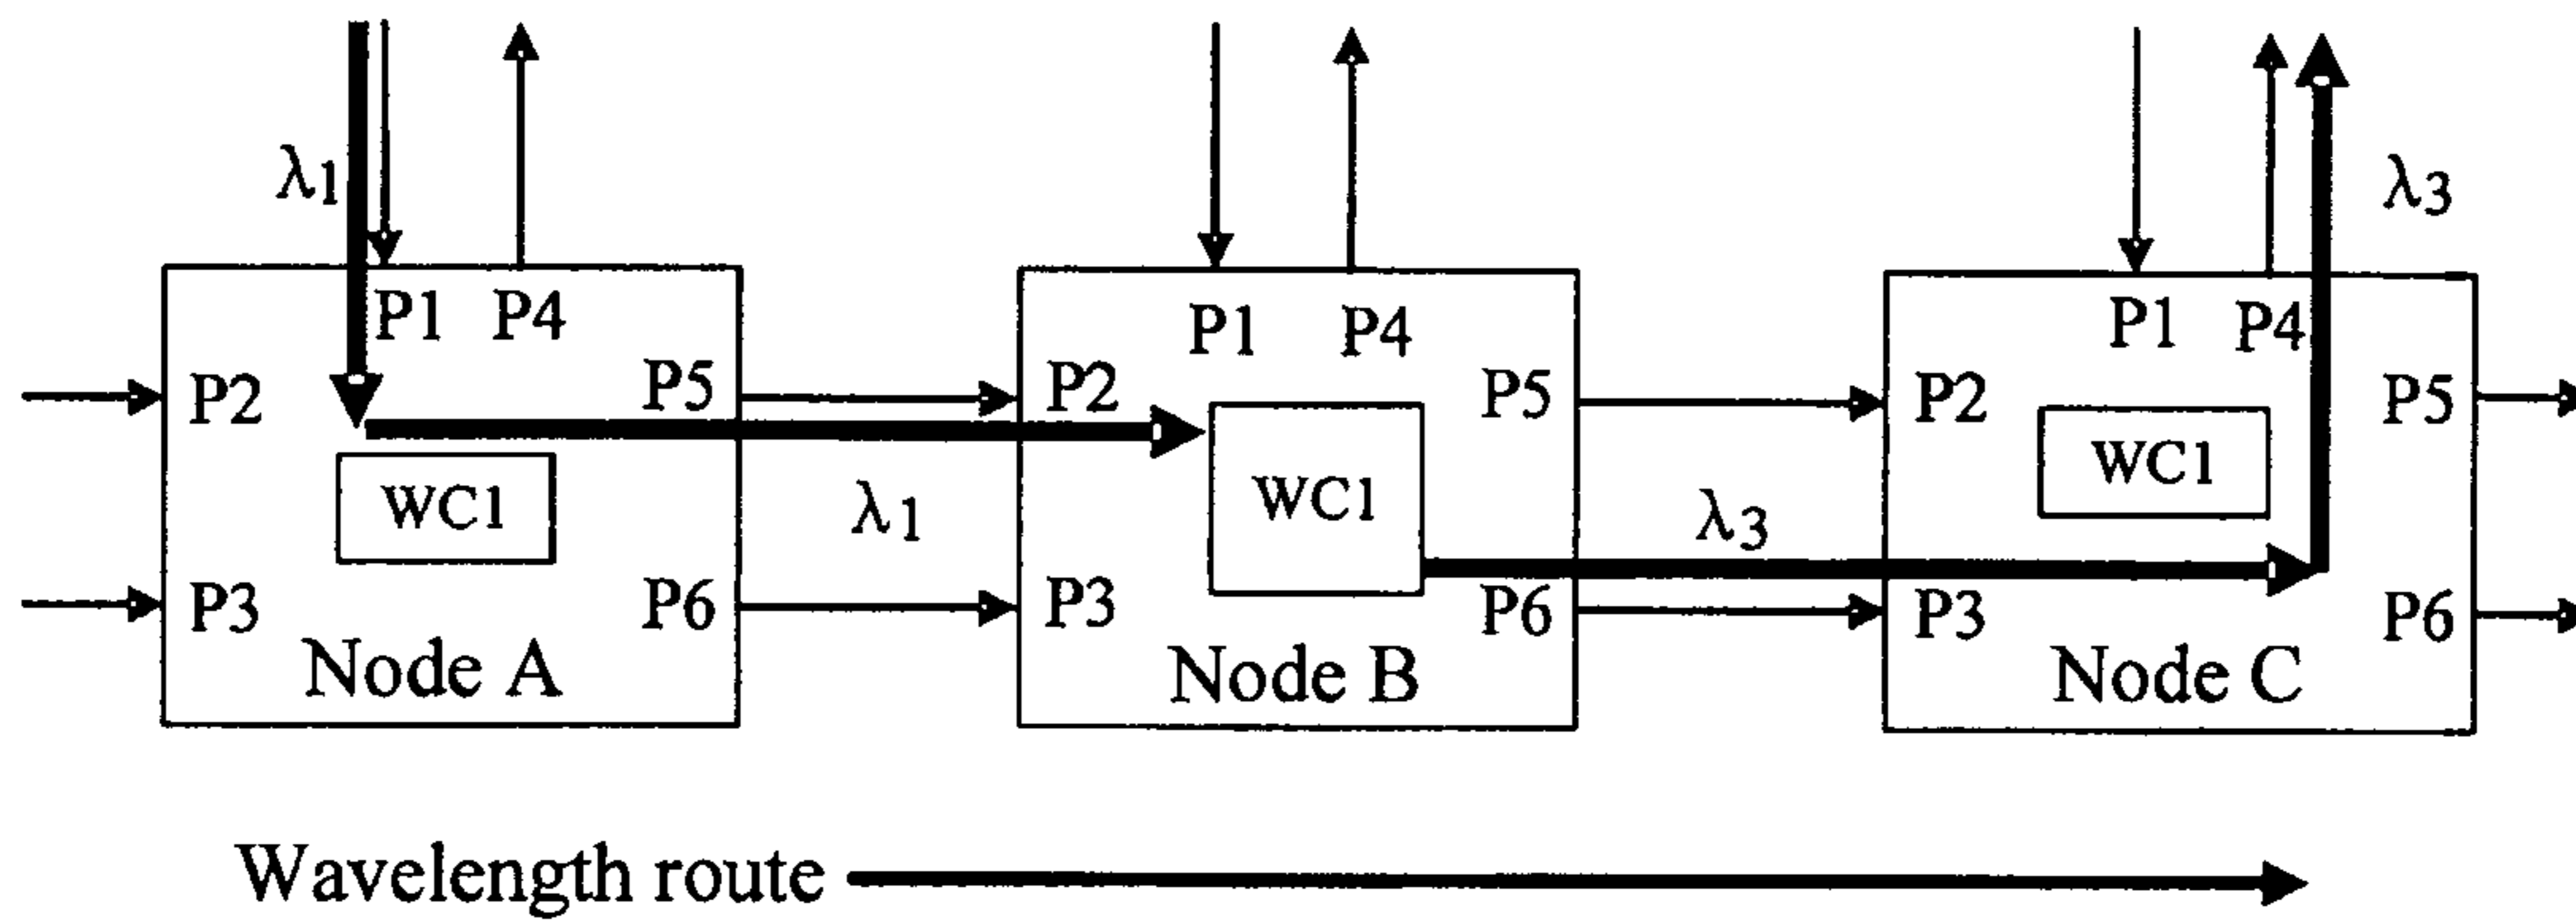 λ1
λ3
P1 P4
P1 P4
P1 P4
P2
P5
P2
P5
P2
P5
WC1
WC1
WC1
λ1
λ3
P3
P6
P3
P6
P3
P6
Node A
Node B
Node C
Wavelength route